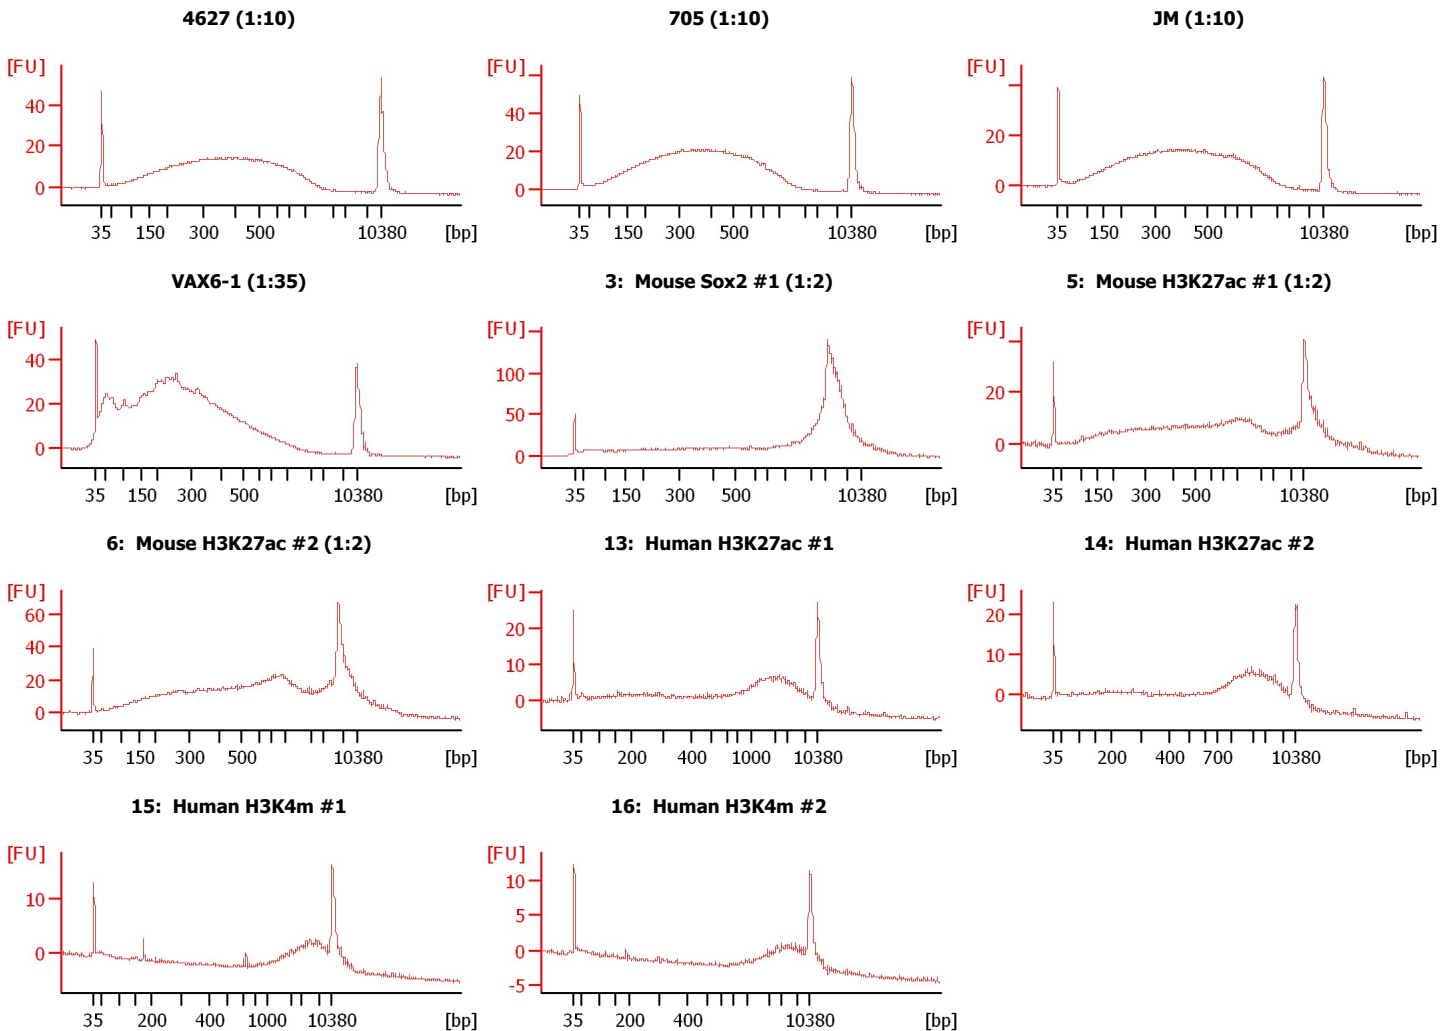 4627 (1:10)
[FU]
40
20
0
35 150 300 500 10380 [bp]
705 (1:10)
[FU]
40
20
0
35 150 300 500 10380 [bp]
JM (1:10)
[FU]
20
0
35 150 300 500 10380 [bp]
VAX6-1 (1:35)
[FU]
40
20
0
35 150 300 500 10380 [bp]
3: Mouse Sox2 #1 (1:2)
[FU]
100
50
0
35 150 300 500 10380 [bp]
5: Mouse H3K27ac #1 (1:2)
[FU]
20
0
35 150 300 500 10380 [bp]
6: Mouse H3K27ac #2 (1:2)
[FU]
60
40
20
0
35 150 300 500 10380 [bp]
13: Human H3K27ac #1
[FU]
20
10
0
35 200 400 1000 10380 [bp]
14: Human H3K27ac #2
[FU]
20
10
0
35 200 400 700 10380 [bp]
15: Human H3K4m #1
[FU]
10
0
35 200 400 1000 10380 [bp]
16: Human H3K4m #2
[FU]
10
5
0
-5
35 200 400 10380 [bp]